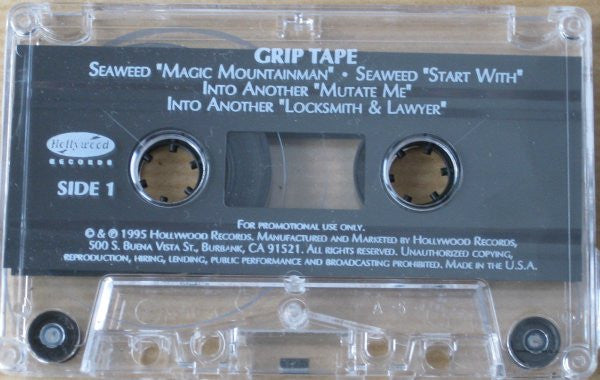 GRIP TAPE
SEAWEED "MAGIC MOUNTAINMAN" • SEAWEED "START WITH"
INTO ANOTHER "MUTATE ME"
INTO ANOTHER "LOCKSMITH & LAWYER"
Hollywood
RECORDS
SIDE 1
FOR PROMOTIONAL USE ONLY.
© & ℗ 1995 HOLLYWOOD RECORDS. MANUFACTURED AND MARKETED BY HOLLYWOOD RECORDS,
500 S. BUENA VISTA ST., BURBANK, CA 91521. ALL RIGHTS RESERVED. UNAUTHORIZED COPYING,
REPRODUCTION, HIRING, LENDING, PUBLIC PERFORMANCE AND BROADCASTING PROHIBITED. MADE IN THE U.S.A.